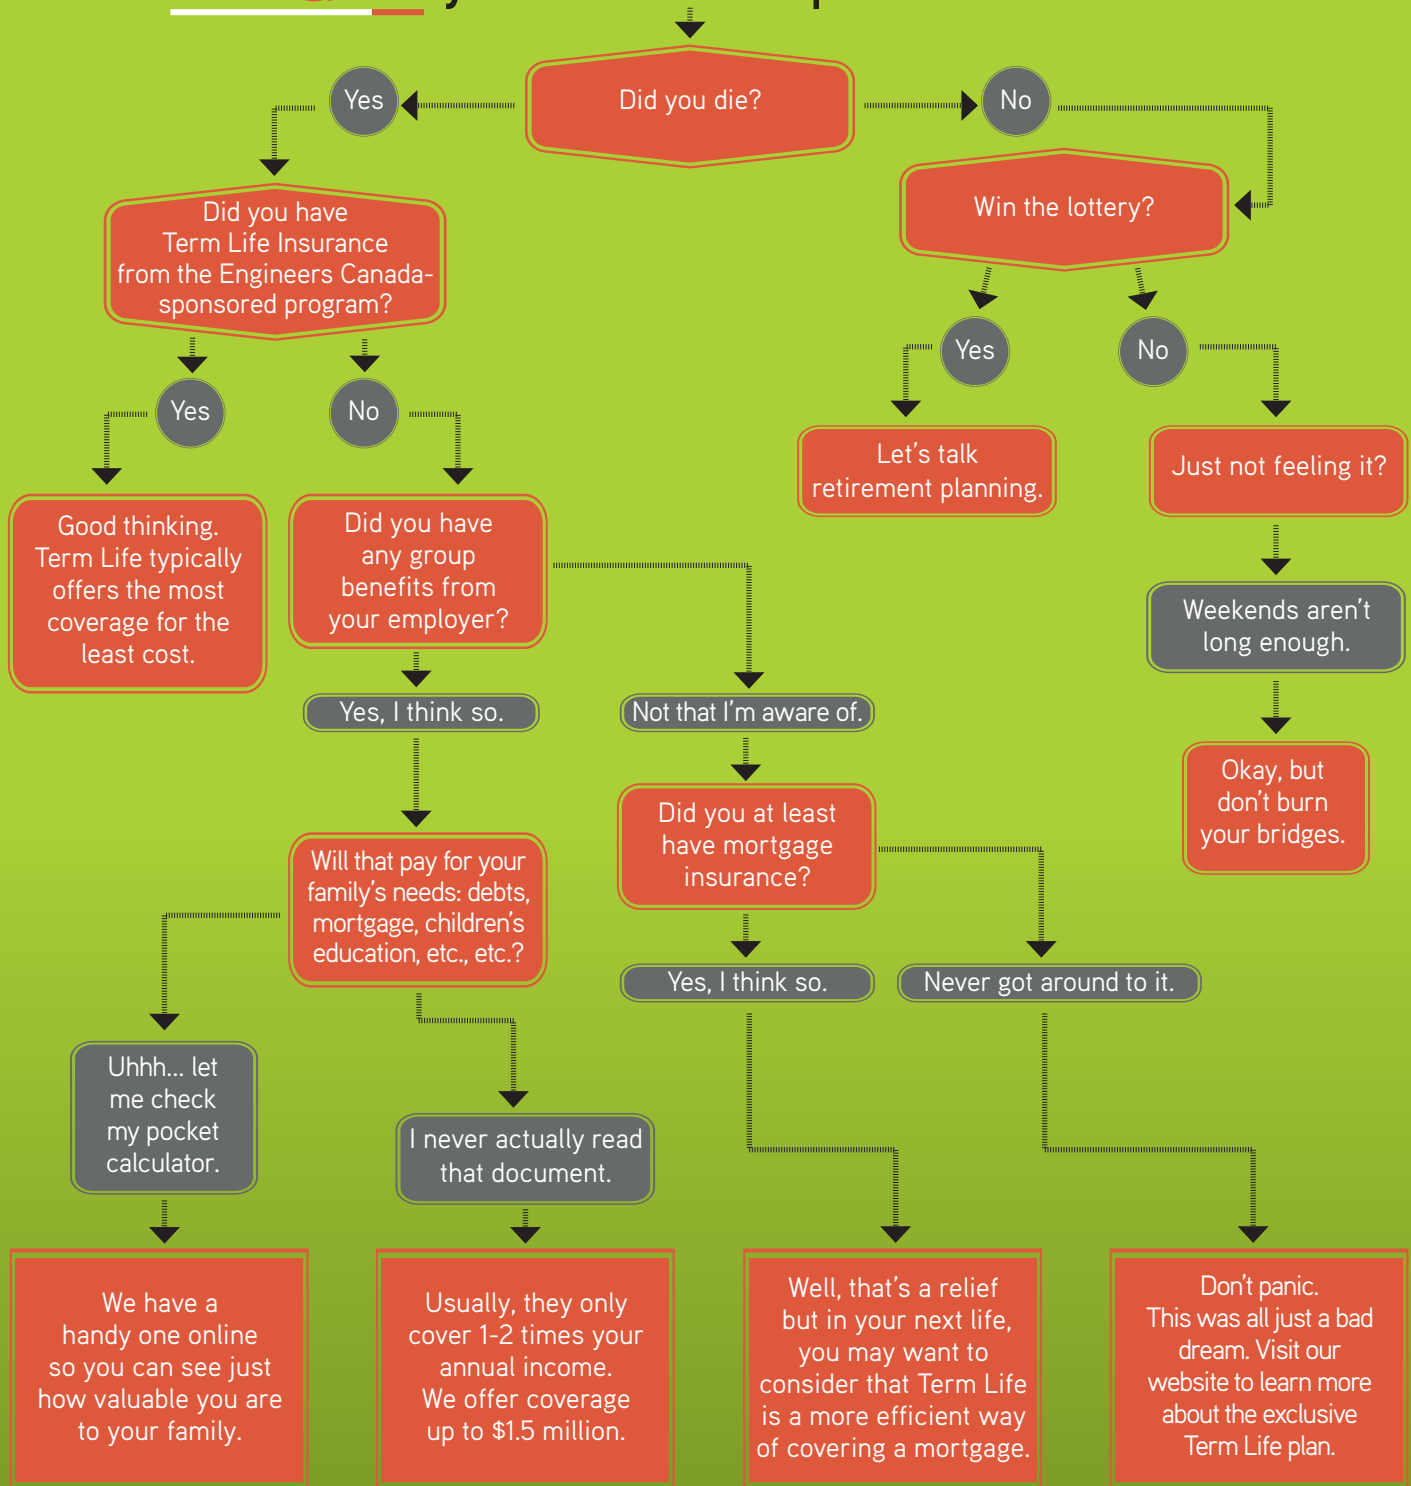 Did you die?
Yes
No
Win the lottery?
Did you have
Term Life Insurance
from the Engineers Canada-
sponsored program?
Yes
No
Yes
No
Let's talk
retirement planning.
Just not feeling it?
Good thinking.
Term Life typically
offers the most
coverage for the
least cost.
Did you have
any group
benefits from
your employer?
Weekends aren't
long enough.
Yes, I think so.
Not that I'm aware of.
Okay, but
don't burn
your bridges.
Will that pay for your
family's needs: debts,
mortgage, children's
education, etc., etc.?
Did you at least
have mortgage
insurance?
Yes, I think so.
Never got around to it.
Uhhh... let
me check
my pocket
calculator.
I never actually read
that document.
We have a
handy one online
so you can see just
how valuable you are
to your family.
Usually, they only
cover 1-2 times your
annual income.
We offer coverage
up to $1.5 million.
Well, that's a relief
but in your next life,
you may want to
consider that Term Life
is a more efficient way
of covering a mortgage.
Don't panic.
This was all just a bad
dream. Visit our
website to learn more
about the exclusive
Term Life plan.